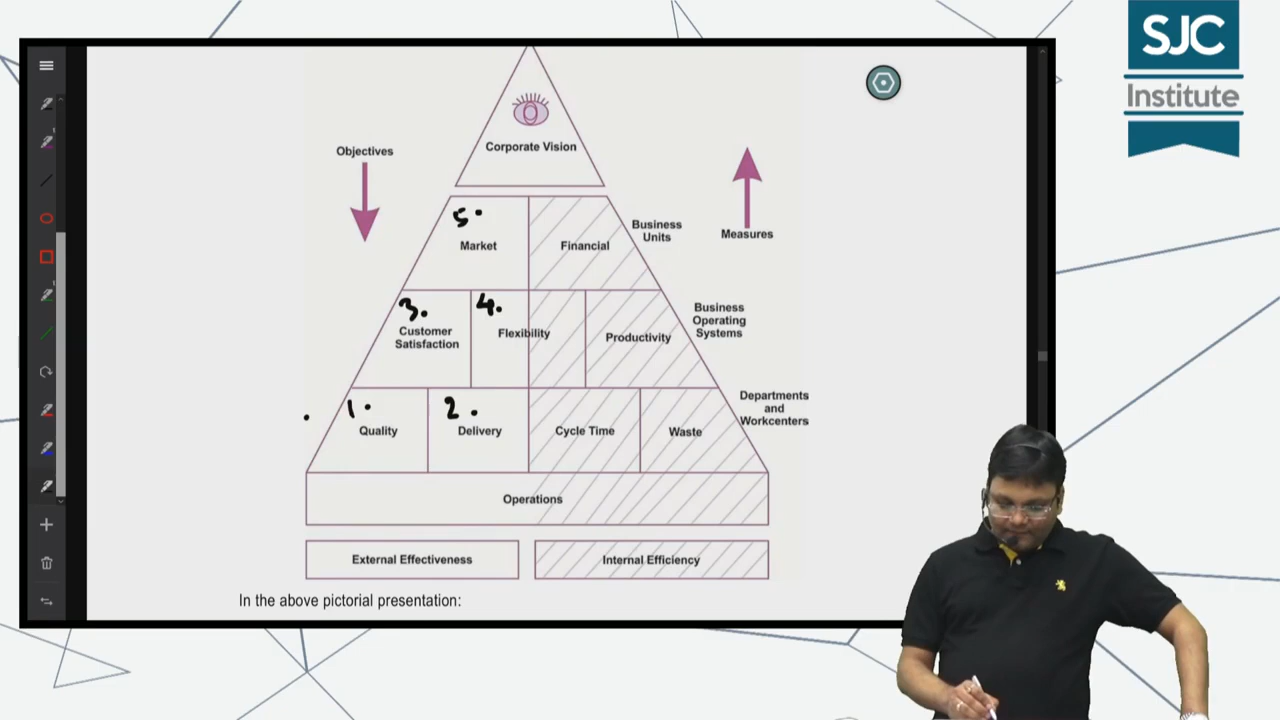 SJC
Institute
Corporate Vision
Objectives
Measures
5.
Market
Financial
Business
Units
3.
4.
Customer
Satisfaction
Flexibility
Productivity
Business
Operating
Systems
1.
2.
Quality
Delivery
Cycle Time
Waste
Departments
and
Workcenters
Operations
External Effectiveness
Internal Efficiency
In the above pictorial presentation: